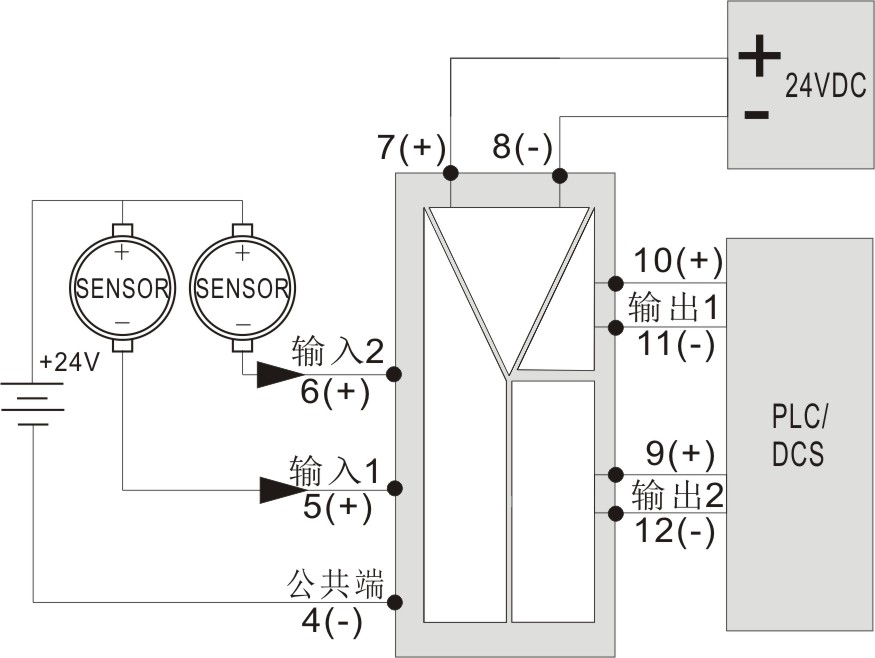 +
24VDC
-
7(+)
8(-)
+
SENSOR
−
+
SENSOR
−
+24V
输入2
6(+)
输入1
5(+)
公共端
4(-)
10(+)
输出1
11(-)
9(+)
输出2
12(-)
PLC/
DCS